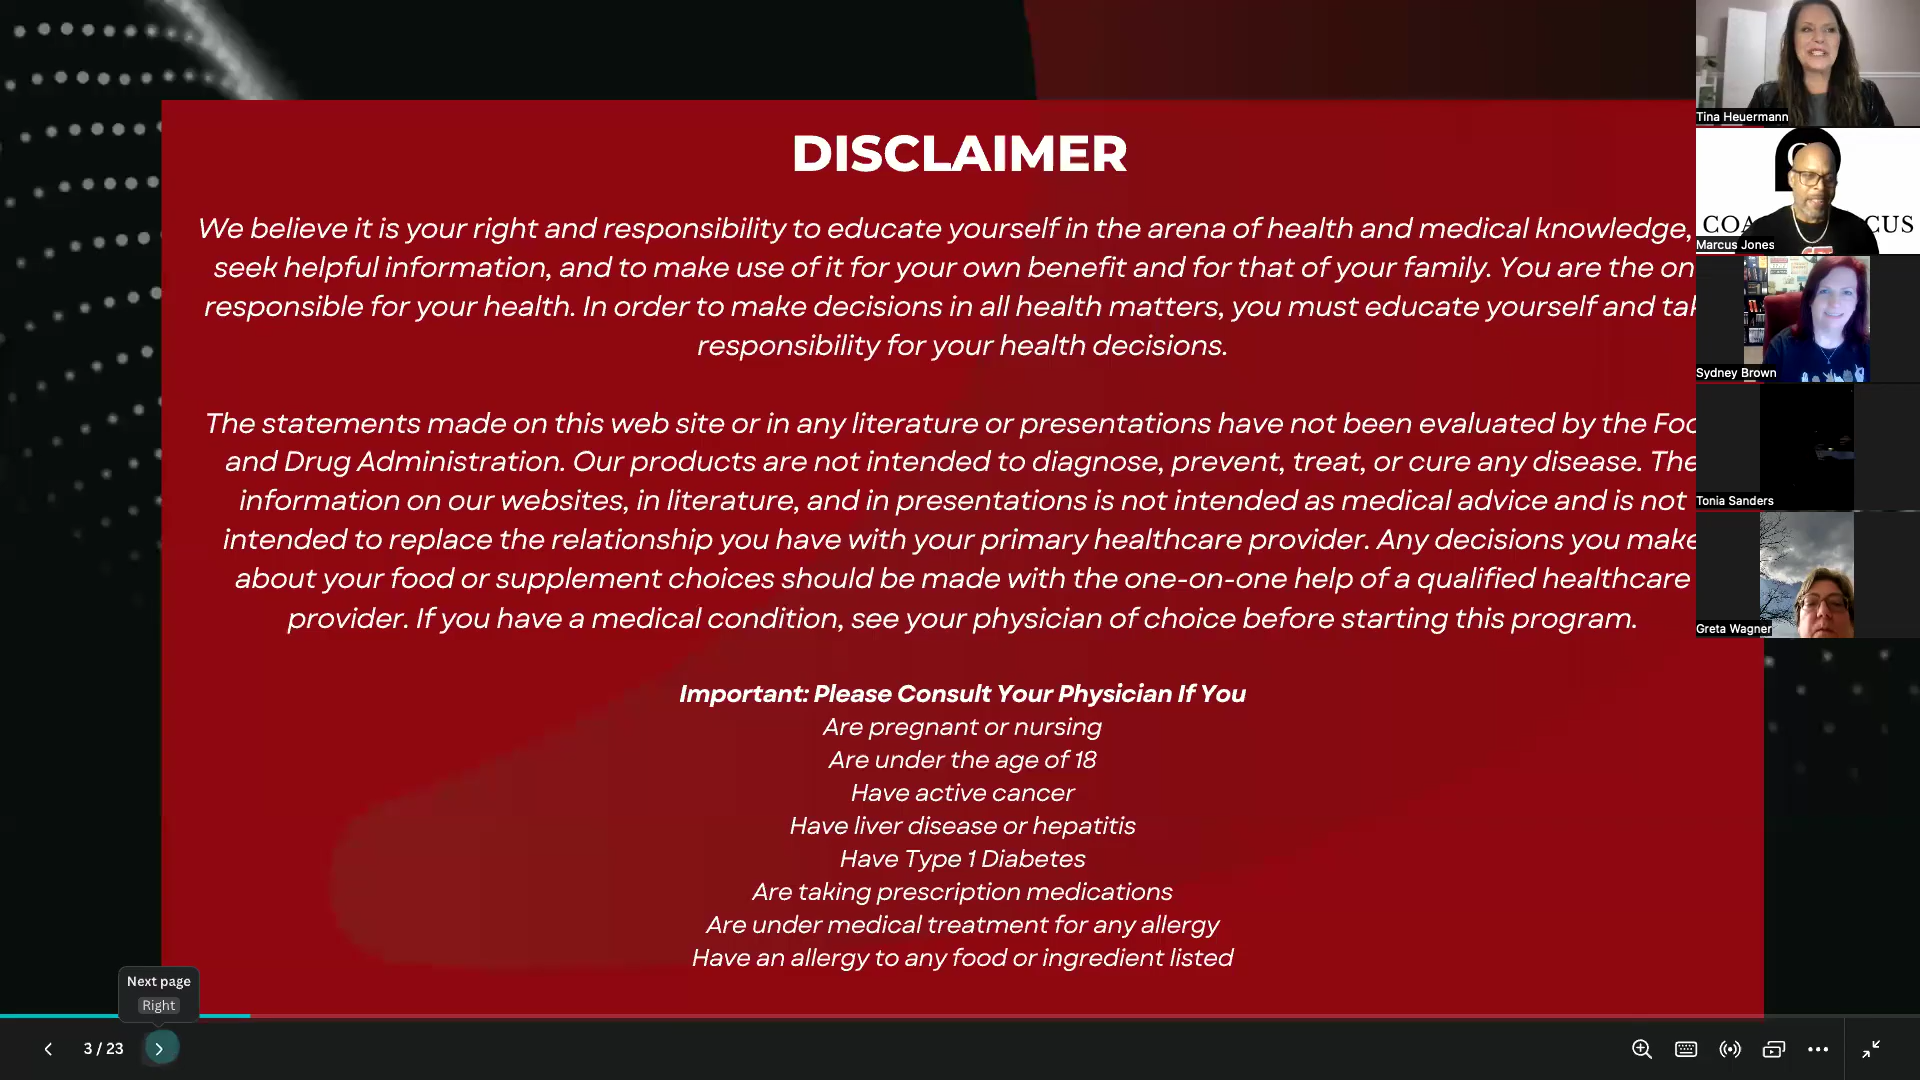 DISCLAIMER
We believe it is your right and responsibility to educate yourself in the arena of health and medical knowledge,
seek helpful information, and to make use of it for your own benefit and for that of your family. You are the on
responsible for your health. In order to make decisions in all health matters, you must educate yourself and tak
responsibility for your health decisions.
The statements made on this web site or in any literature or presentations have not been evaluated by the Foo
and Drug Administration. Our products are not intended to diagnose, prevent, treat, or cure any disease. The
information on our websites, in literature, and in presentations is not intended as medical advice and is not
intended to replace the relationship you have with your primary healthcare provider. Any decisions you make
about your food or supplement choices should be made with the one-on-one help of a qualified healthcare
provider. If you have a medical condition, see your physician of choice before starting this program.
Important: Please Consult Your Physician If You
Are pregnant or nursing
Are under the age of 18
Have active cancer
Have liver disease or hepatitis
Have Type 1 Diabetes
Are taking prescription medications
Are under medical treatment for any allergy
Have an allergy to any food or ingredient listed
Tina Heuermann
COA CUS
Marcus Jones
Sydney Brown
Tonia Sanders
Greta Wagner
Next page
Right
3 / 23